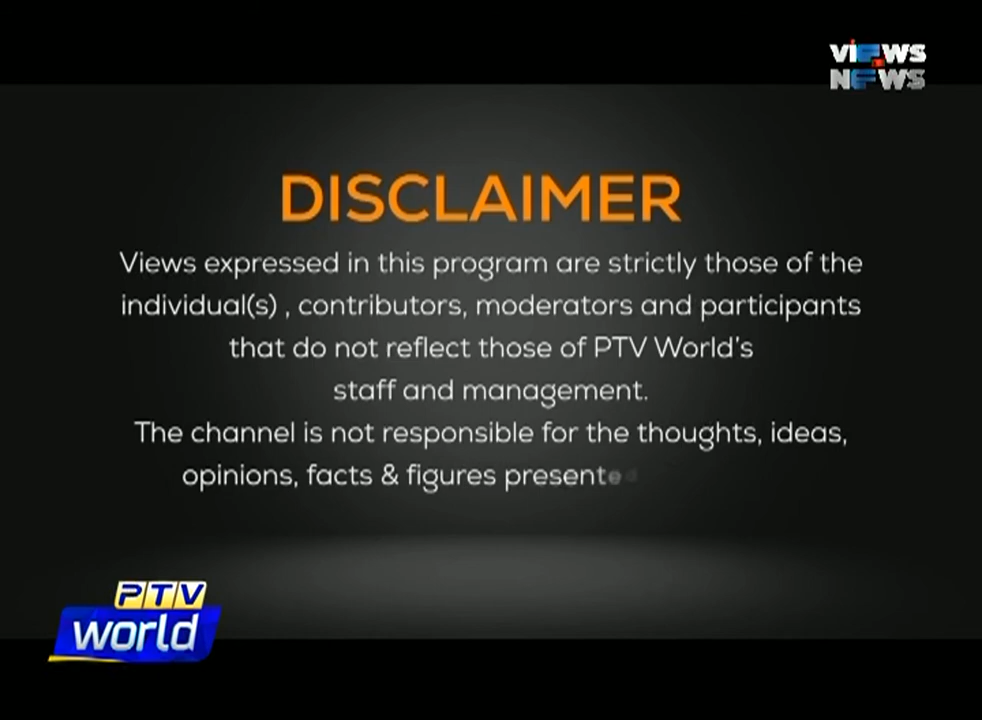 ViEWS
NEWS
DISCLAIMER
Views expressed in this program are strictly those of the
individual(s) , contributors, moderators and participants
that do not reflect those of PTV World's
staff and management.
The channel is not responsible for the thoughts, ideas,
opinions, facts & figures presented
PTV
world